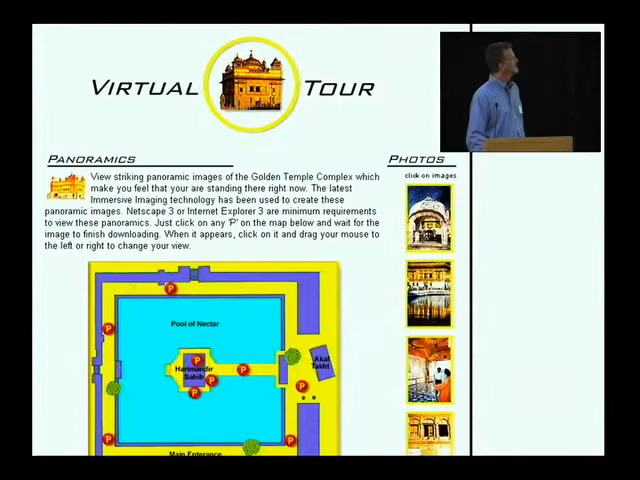 VIRTUAL TOUR
PANORAMICS
View striking panoramic images of the Golden Temple Complex which
make you feel that your are standing there right now. The latest
Immersive Imaging technology has been used to create these
panoramic images. Netscape 3 or Internet Explorer 3 are minimum requirements
to view these panoramics. Just click on any 'P' on the map below and wait for the
image to finish downloading. When it appears, click on it and drag your mouse to
the left or right to change your view.
PHOTOS
click on images
P
P
Pool of Nectar
P
Harimandir
Sahib
P
P
P
Akal
Takht
P
P
P
Main Entrance